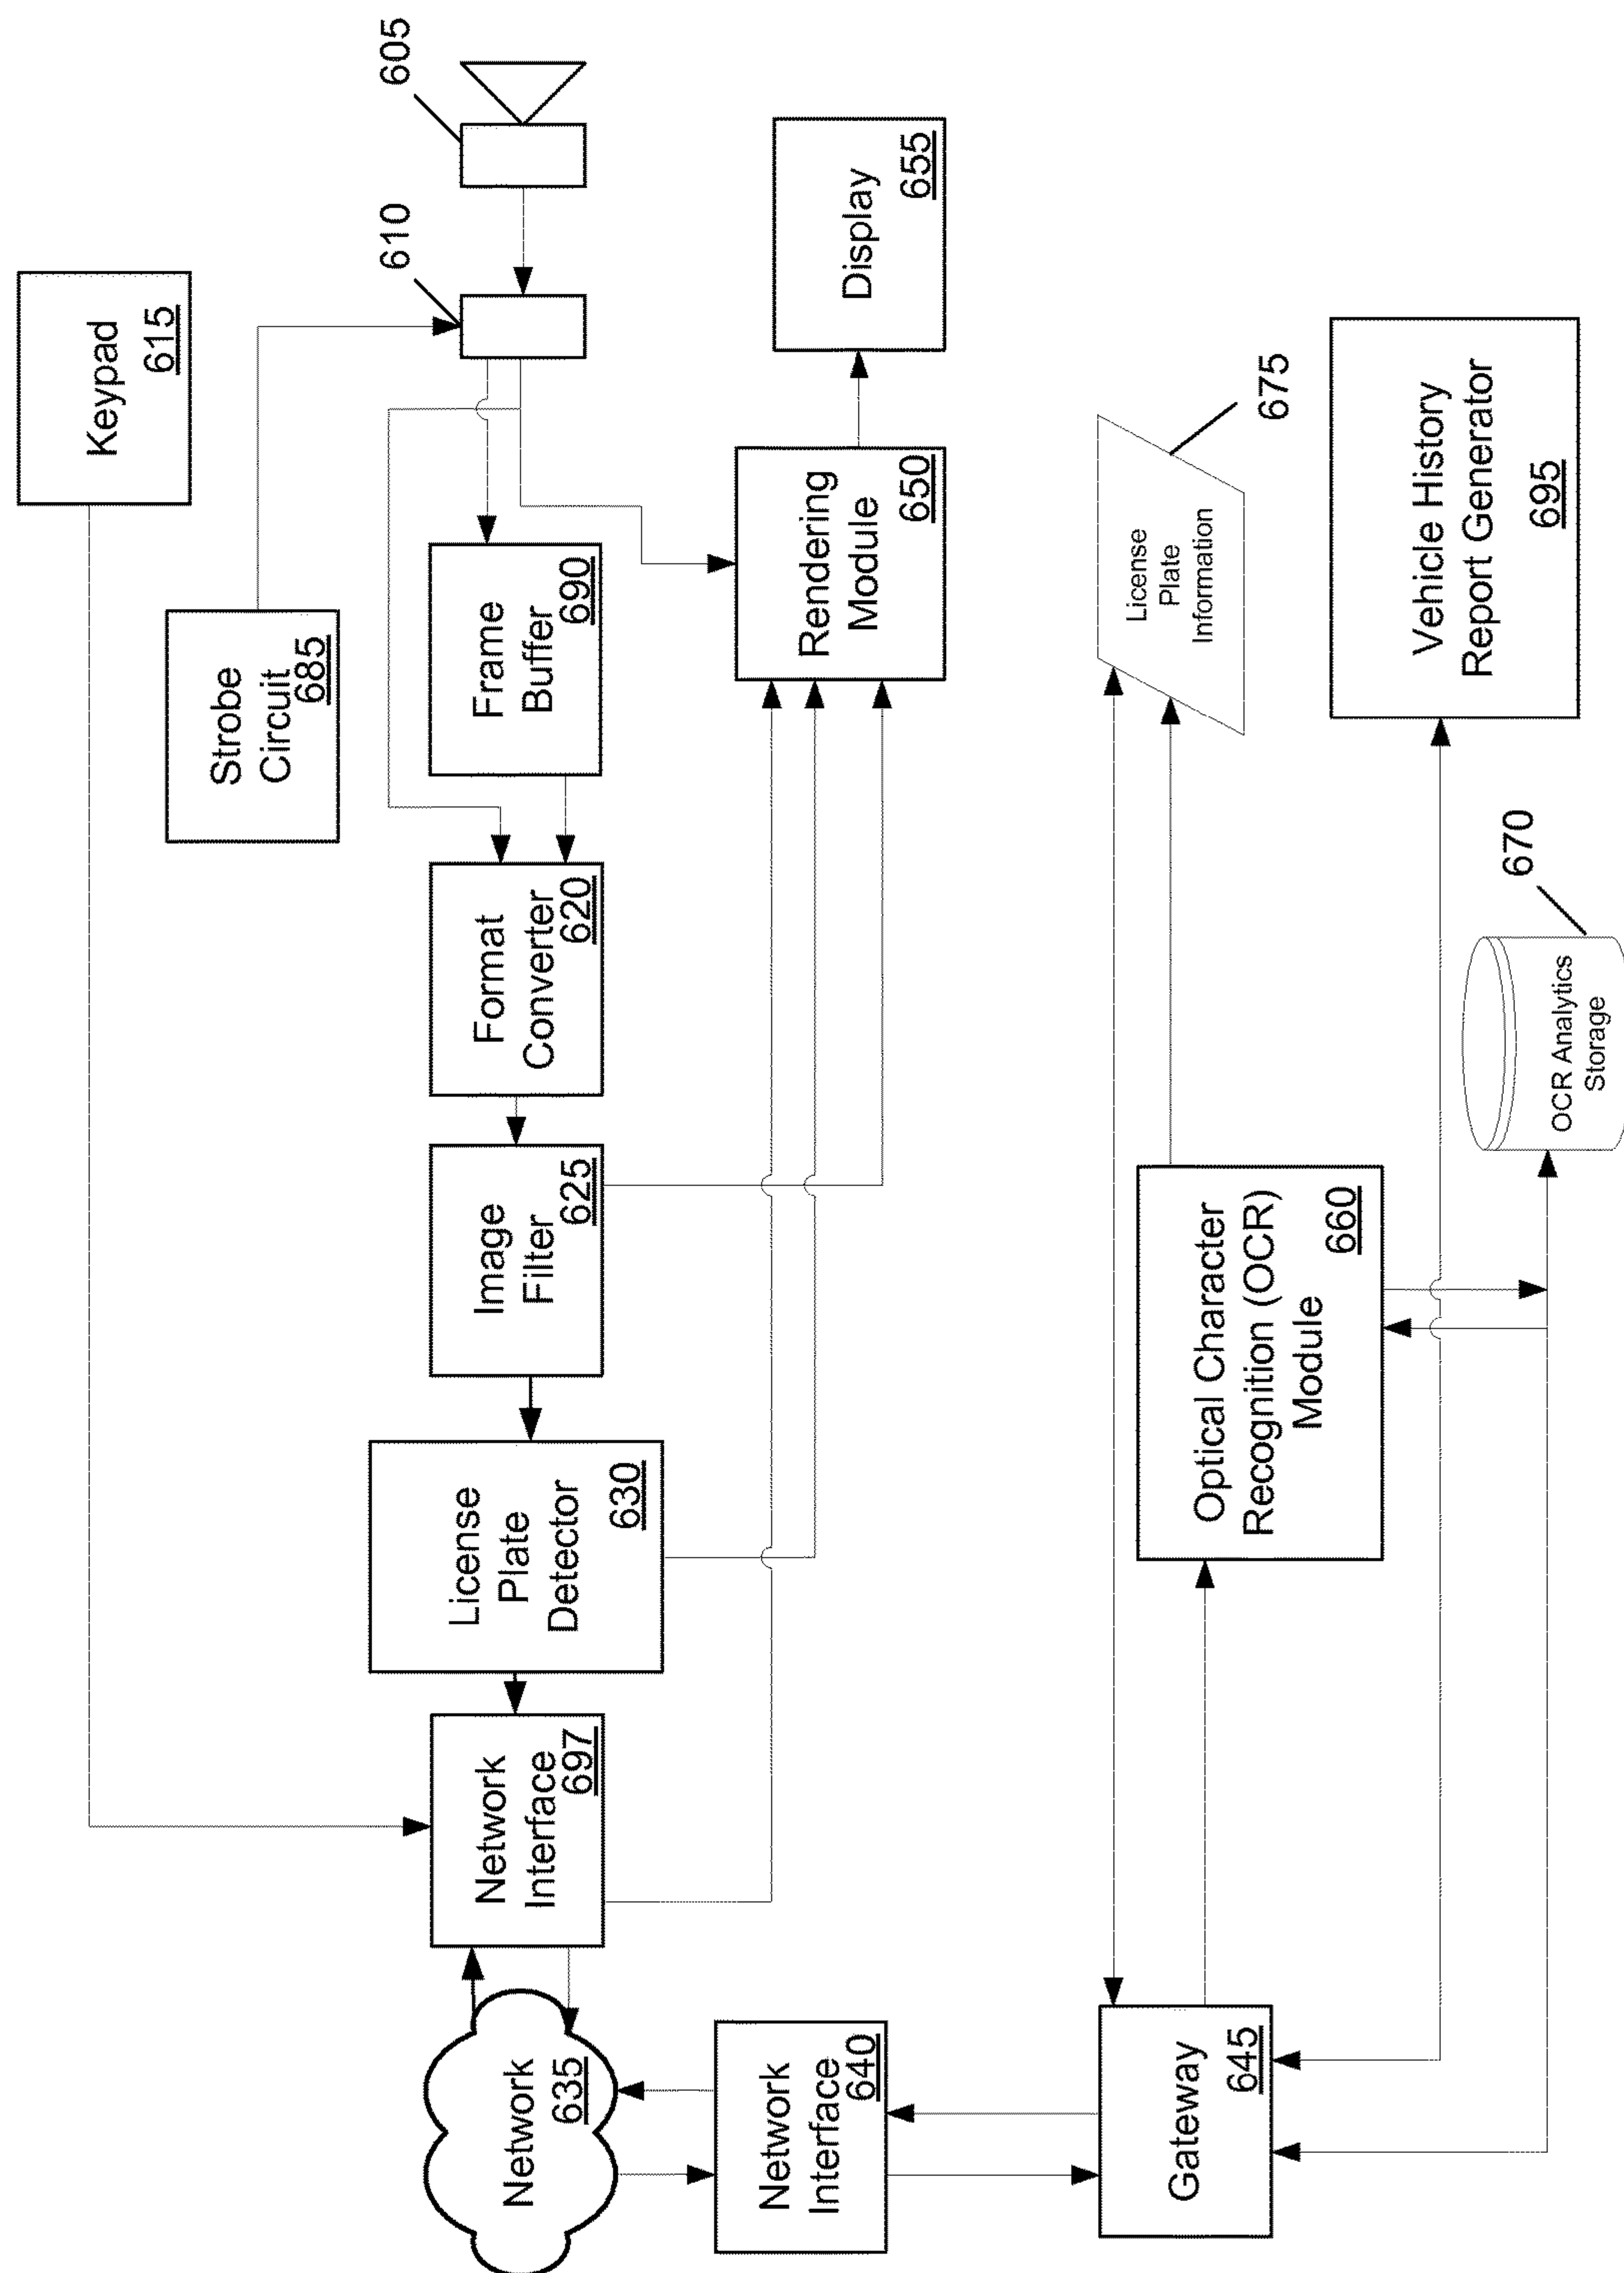 Keypad
615
Strobe
Circuit
685
605
610
Network
635
Network
Interface
697
License
Plate
Detector
630
Image
Filter
625
Format
Converter
620
Frame
Buffer
690
Network
Interface
640
Rendering
Module
650
Display
655
Gateway
645
Optical Character
Recognition (OCR)
Module
660
License
Plate
Information
675
Vehicle History
Report Generator
695
670
OCR Analytics
Storage